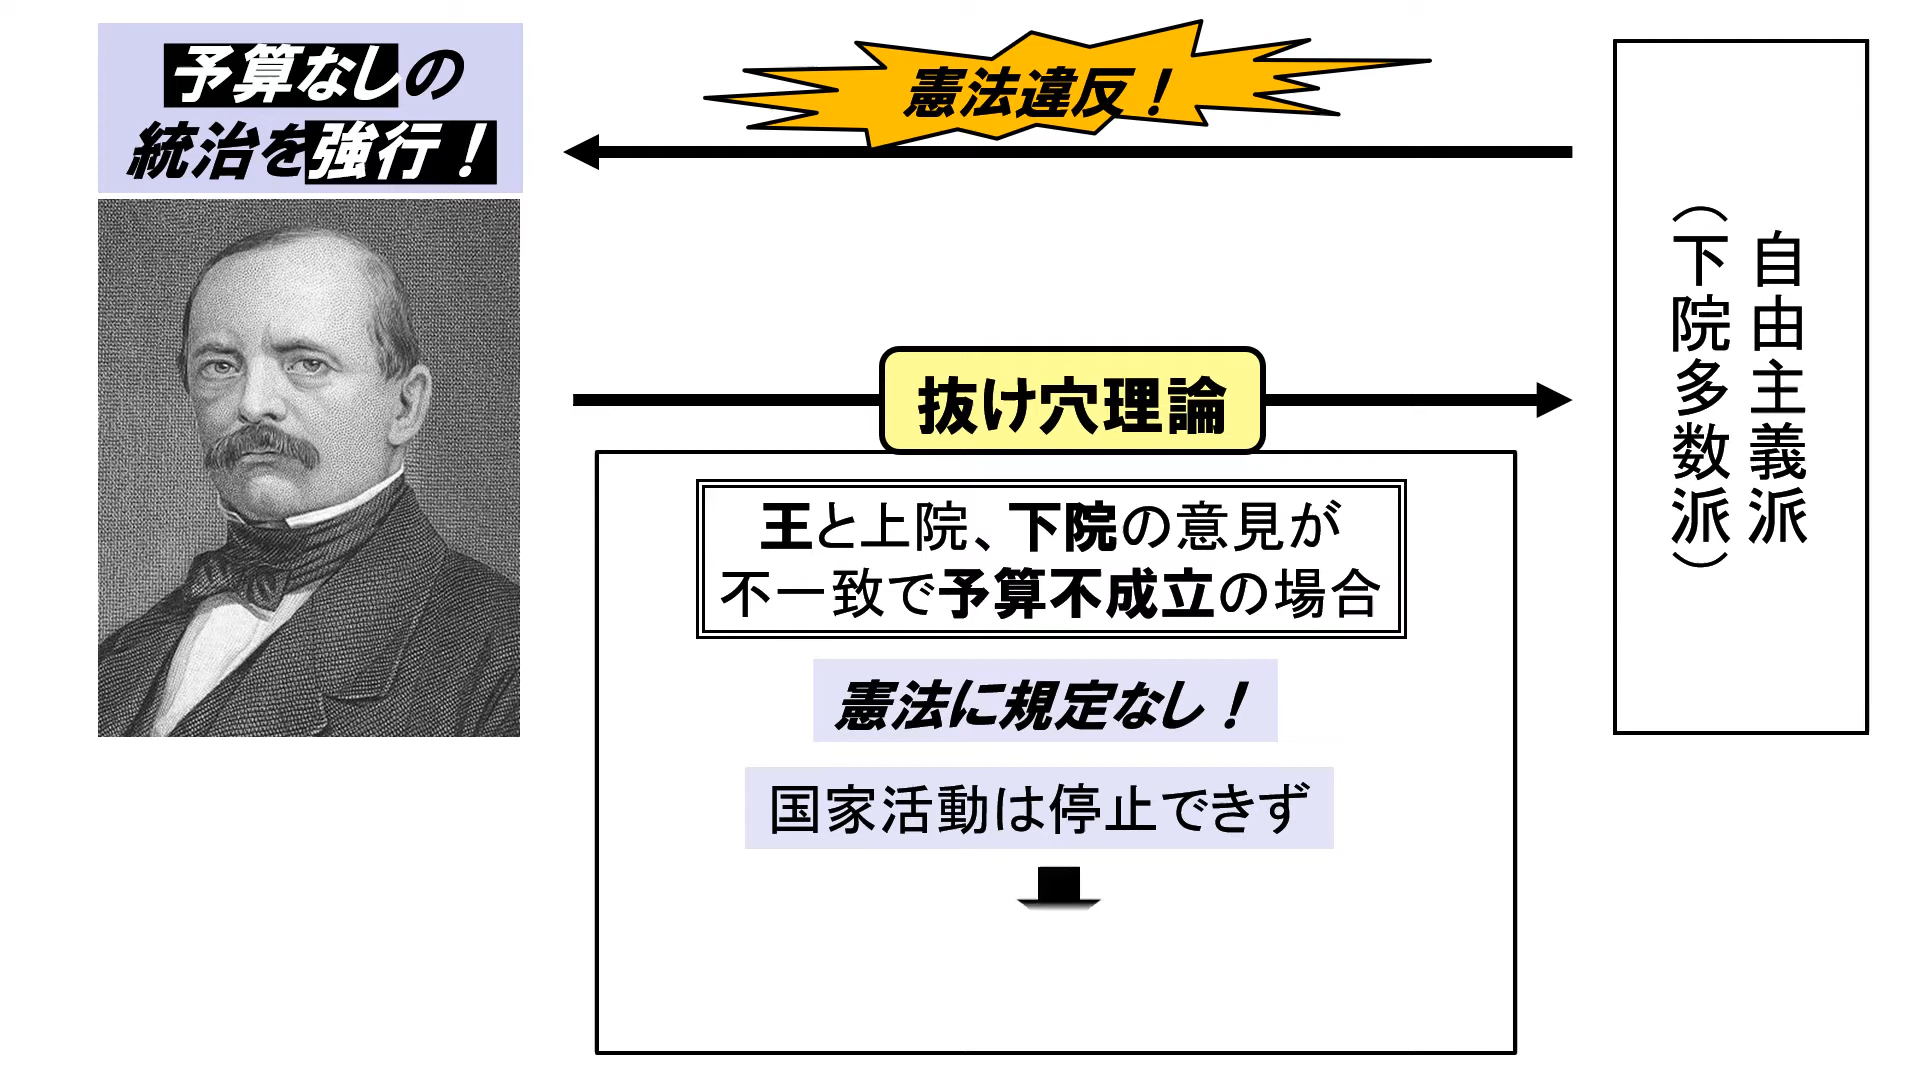 予算なしの
統治を強行！
憲法違反！
自由主義派
（下院多数派）
抜け穴理論
王と上院、下院の意見が
不一致で予算不成立の場合
憲法に規定なし！
国家活動は停止できず